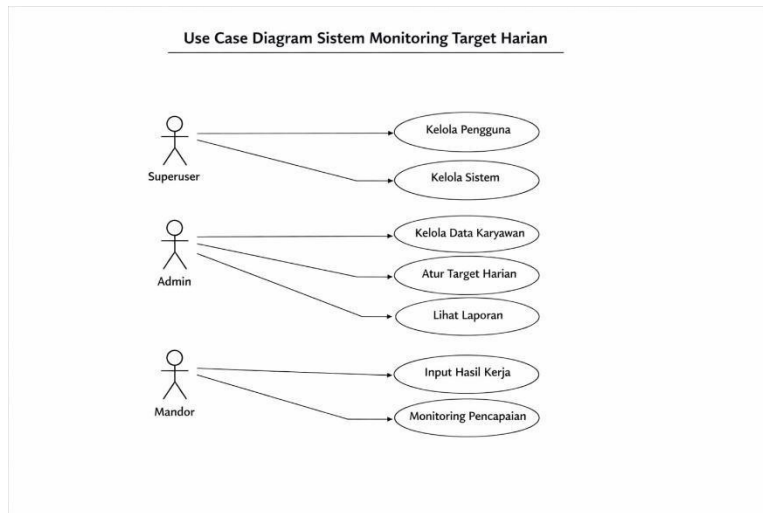 Use Case Diagram Sistem Monitoring Target Harian
Kelola Pengguna
Superuser
Kelola Sistem
Kelola Data Karyawan
Admin
Atur Target Harian
Lihat Laporan
Input Hasil Kerja
Mandor
Monitoring Pencapaian